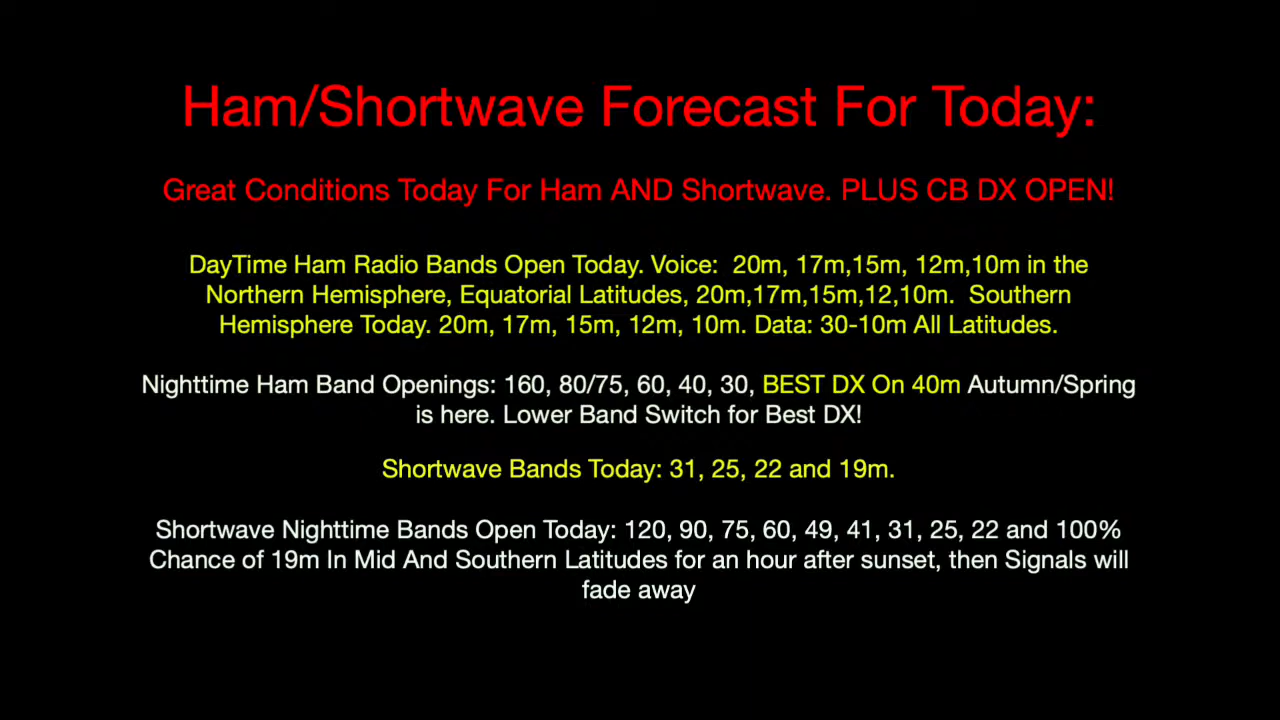 Ham/Shortwave Forecast For Today:
Great Conditions Today For Ham AND Shortwave. PLUS CB DX OPEN!
DayTime Ham Radio Bands Open Today. Voice:  20m, 17m,15m, 12m,10m in the
Northern Hemisphere, Equatorial Latitudes, 20m,17m,15m,12,10m.  Southern
Hemisphere Today. 20m, 17m, 15m, 12m, 10m. Data: 30-10m All Latitudes.
Nighttime Ham Band Openings: 160, 80/75, 60, 40, 30, BEST DX On 40m Autumn/Spring
is here. Lower Band Switch for Best DX!
Shortwave Bands Today: 31, 25, 22 and 19m.
Shortwave Nighttime Bands Open Today: 120, 90, 75, 60, 49, 41, 31, 25, 22 and 100%
Chance of 19m In Mid And Southern Latitudes for an hour after sunset, then Signals will
fade away